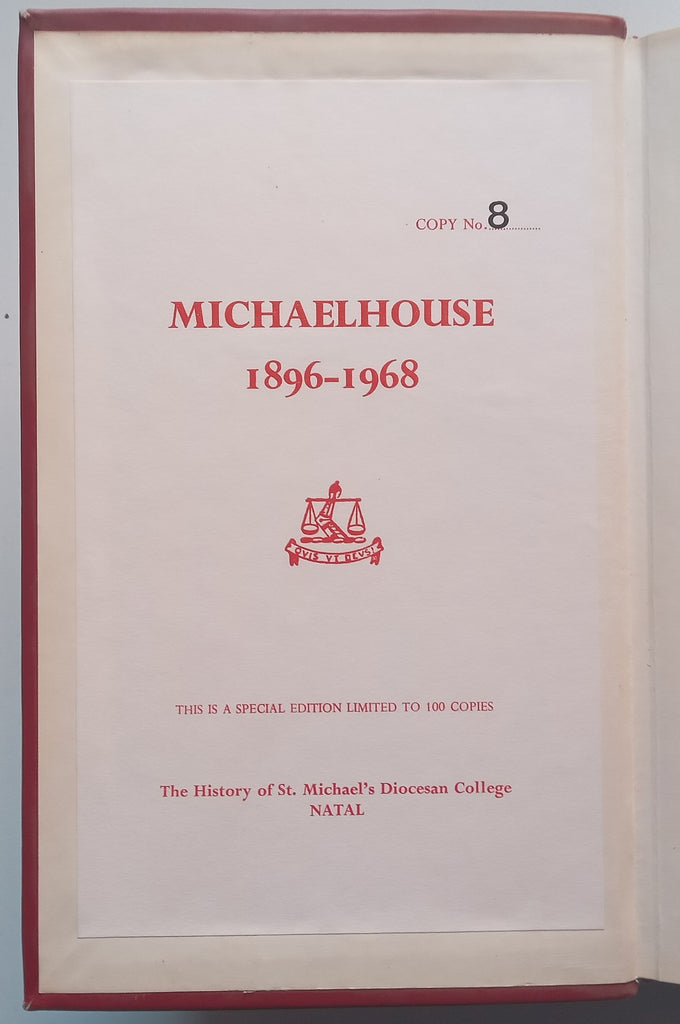 COPY No. 8
MICHAELHOUSE
1896-1968
QVIS VT DEVS?
THIS IS A SPECIAL EDITION LIMITED TO 100 COPIES
The History of St. Michael's Diocesan College
NATAL